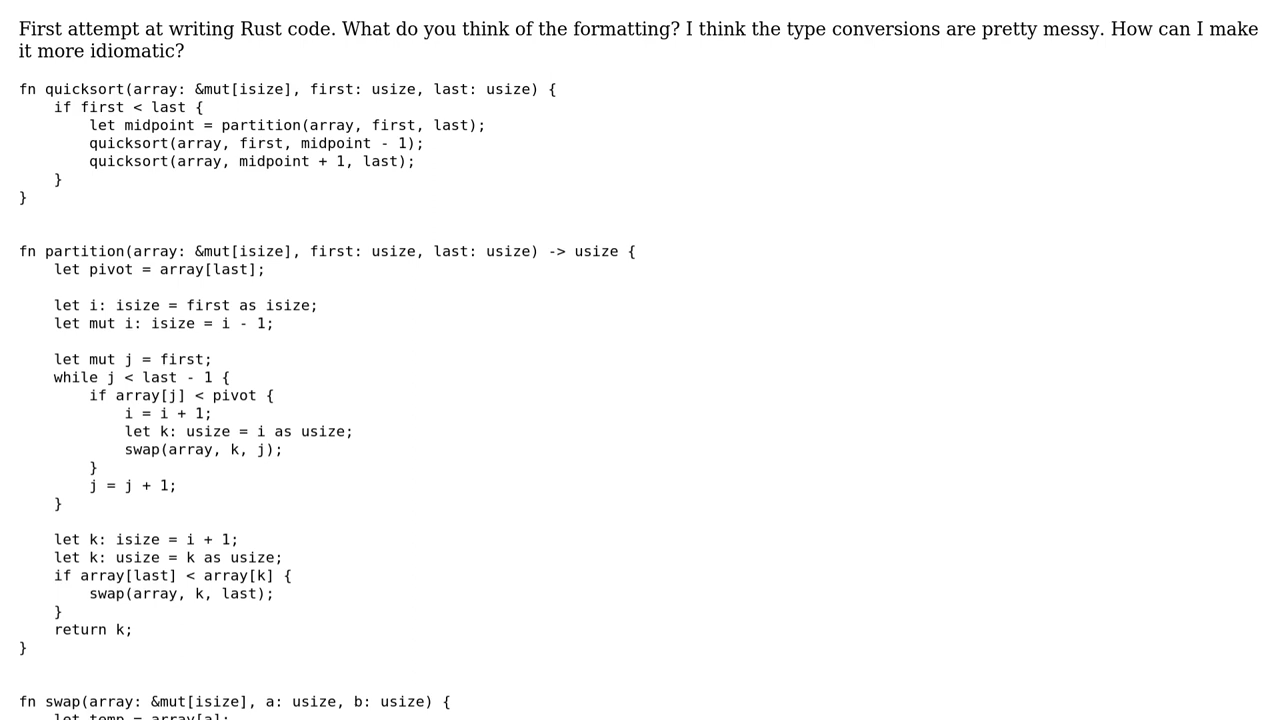 First attempt at writing Rust code. What do you think of the formatting? I think the type conversions are pretty messy. How can I make
it more idiomatic?
fn quicksort(array: &mut[isize], first: usize, last: usize) {
    if first < last {
        let midpoint = partition(array, first, last);
        quicksort(array, first, midpoint - 1);
        quicksort(array, midpoint + 1, last);
    }
}
fn partition(array: &mut[isize], first: usize, last: usize) -> usize {
    let pivot = array[last];
    let i: isize = first as isize;
    let mut i: isize = i - 1;
    let mut j = first;
    while j < last - 1 {
        if array[j] < pivot {
            i = i + 1;
            let k: usize = i as usize;
            swap(array, k, j);
        }
        j = j + 1;
    }
    let k: isize = i + 1;
    let k: usize = k as usize;
    if array[last] < array[k] {
        swap(array, k, last);
    }
    return k;
}
fn swap(array: &mut[isize], a: usize, b: usize) {
    let temp = array[a];